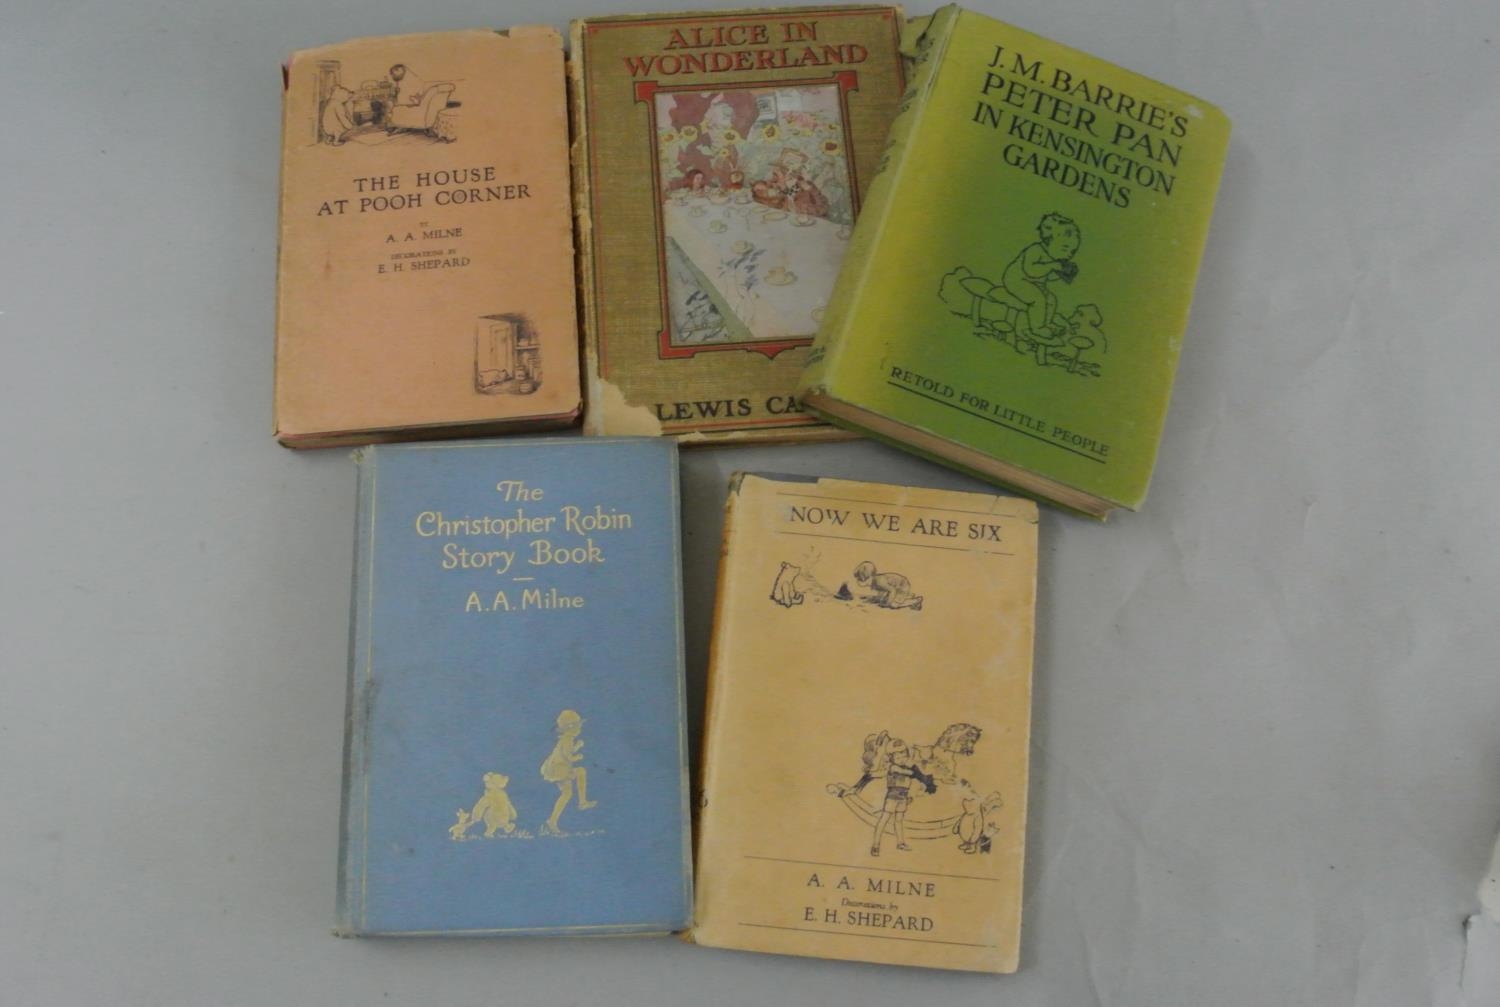 THE HOUSE
AT POOH CORNER
BY
A. A. MILNE
DECORATIONS BY
E. H. SHEPARD
ALICE IN
WONDERLAND
LEWIS
J. M. BARRIE'S
PETER PAN
IN KENSINGTON
GARDENS
RETOLD FOR LITTLE PEOPLE
The
Christopher Robin
Story Book
A. A. Milne
NOW WE ARE SIX
A. A. MILNE
Decorations by
E. H. SHEPARD